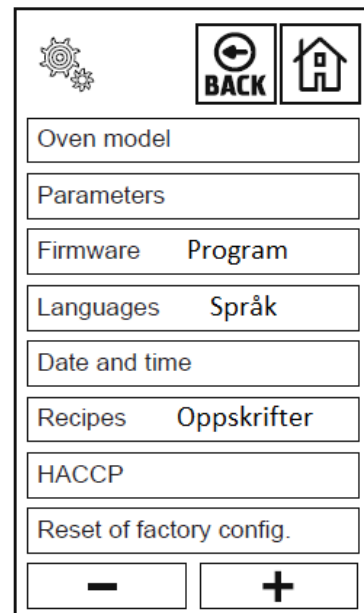 BACK
Oven model
Parameters
Firmware Program
Languages Språk
Date and time
Recipes Oppskrifter
HACCP
Reset of factory config.
− +